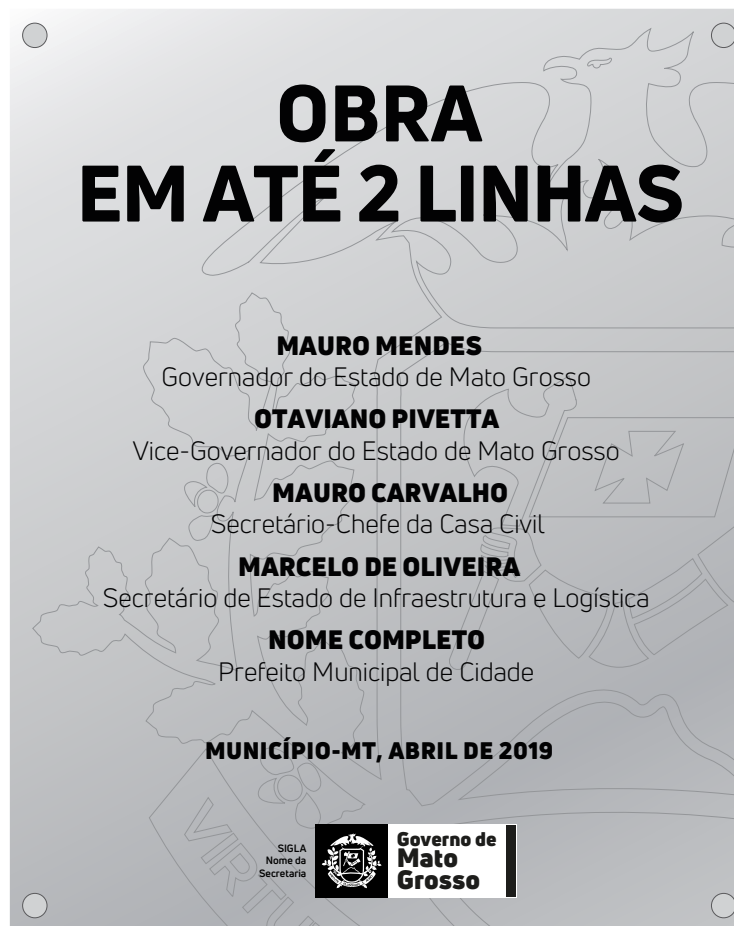 OBRA
EM ATÉ 2 LINHAS
MAURO MENDES
Governador do Estado de Mato Grosso
OTAVIANO PIVETTA
Vice-Governador do Estado de Mato Grosso
MAURO CARVALHO
Secretário-Chefe da Casa Civil
MARCELO DE OLIVEIRA
Secretário de Estado de Infraestrutura e Logística
NOME COMPLETO
Prefeito Municipal de Cidade
MUNICÍPIO-MT, ABRIL DE 2019
VIRTU
SIGLA
Nome da
Secretaria
Governo de
Mato
Grosso